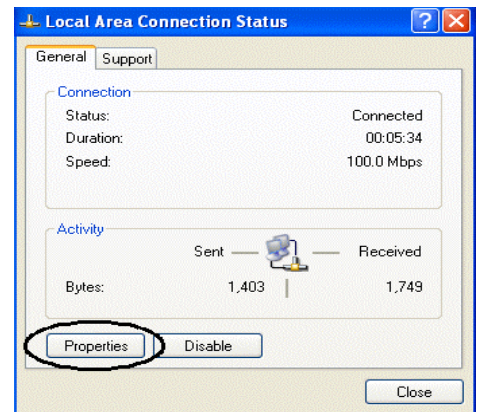 Local Area Connection Status
General Support
Connection
Status: Connected
Duration: 00:05:34
Speed: 100.0 Mbps
Activity
Sent Received
Bytes: 1,403 1,749
Properties Disable
Close